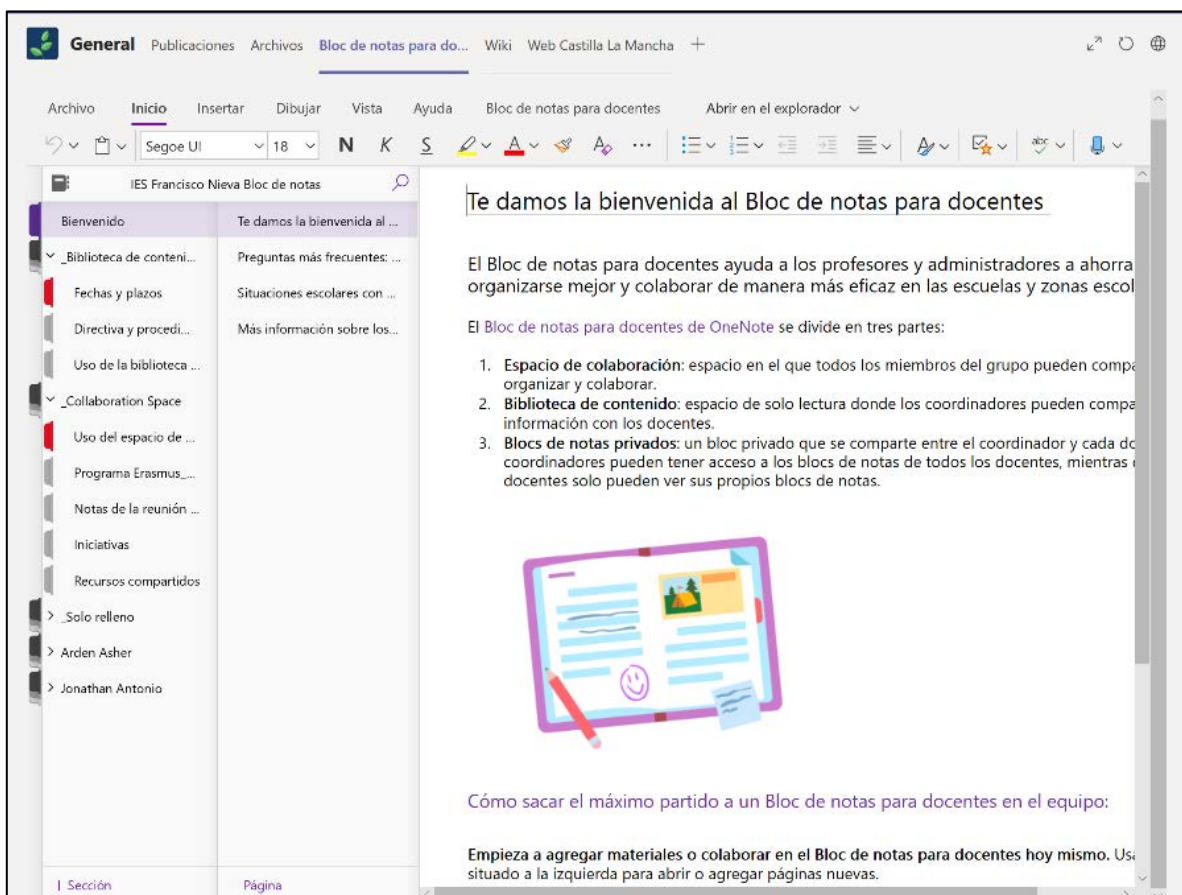 General Publicaciones Archivos Bloc de notas para do... Wiki Web Castilla La Mancha +
Archivo Inicio Insertar Dibujar Vista Ayuda Bloc de notas para docentes Abrir en el explorador
Segoe UI 18 N K S A A ... abc
IES Francisco Nieva Bloc de notas
Bienvenido
_Biblioteca de conteni...
Fechas y plazos
Directiva y procedi...
Uso de la biblioteca ...
_Collaboration Space
Uso del espacio de ...
Programa Erasmus_...
Notas de la reunión ...
Iniciativas
Recursos compartidos
_Solo relleno
Arden Asher
Jonathan Antonio
Sección
Te damos la bienvenida al ...
Preguntas más frecuentes: ...
Situaciones escolares con ...
Más información sobre los...
Página
Te damos la bienvenida al Bloc de notas para docentes
El Bloc de notas para docentes ayuda a los profesores y administradores a ahorra
organizarse mejor y colaborar de manera más eficaz en las escuelas y zonas escol
El Bloc de notas para docentes de OneNote se divide en tres partes:
1. Espacio de colaboración: espacio en el que todos los miembros del grupo pueden compa
organizar y colaborar.
2. Biblioteca de contenido: espacio de solo lectura donde los coordinadores pueden compa
información con los docentes.
3. Blocs de notas privados: un bloc privado que se comparte entre el coordinador y cada do
coordinadores pueden tener acceso a los blocs de notas de todos los docentes, mientras
docentes solo pueden ver sus propios blocs de notas.
Cómo sacar el máximo partido a un Bloc de notas para docentes en el equipo:
Empieza a agregar materiales o colaborar en el Bloc de notas para docentes hoy mismo. Usa
situado a la izquierda para abrir o agregar páginas nuevas.